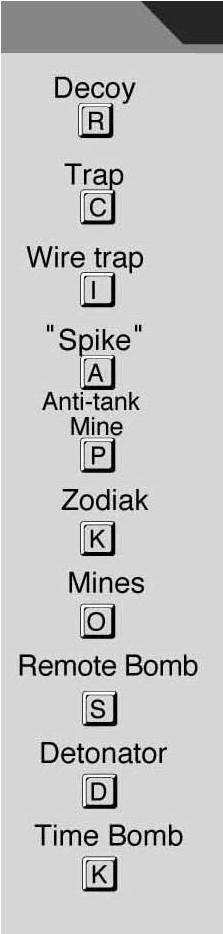 Decoy
R
Trap
C
Wire trap
I
"Spike"
A
Anti-tank
Mine
P
Zodiak
K
Mines
O
Remote Bomb
S
Detonator
D
Time Bomb
K